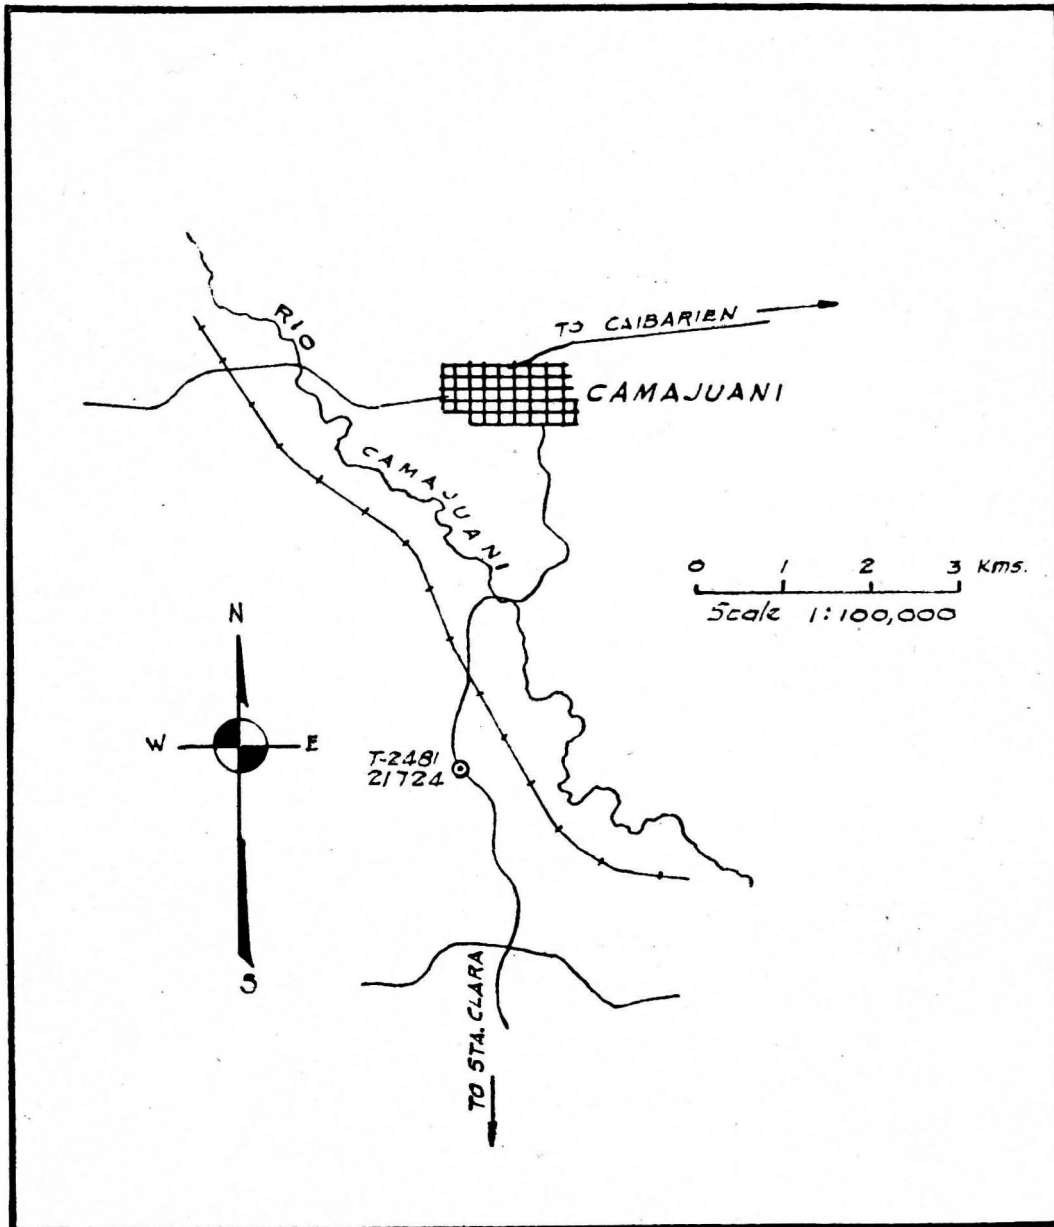 TO CAIBARIEN
RIO
CAMAJUANI
CAMAJUANI
0 1 2 3 Kms.
Scale 1:100,000
N
W E
S
T-2481
21724
TO STA. CLARA